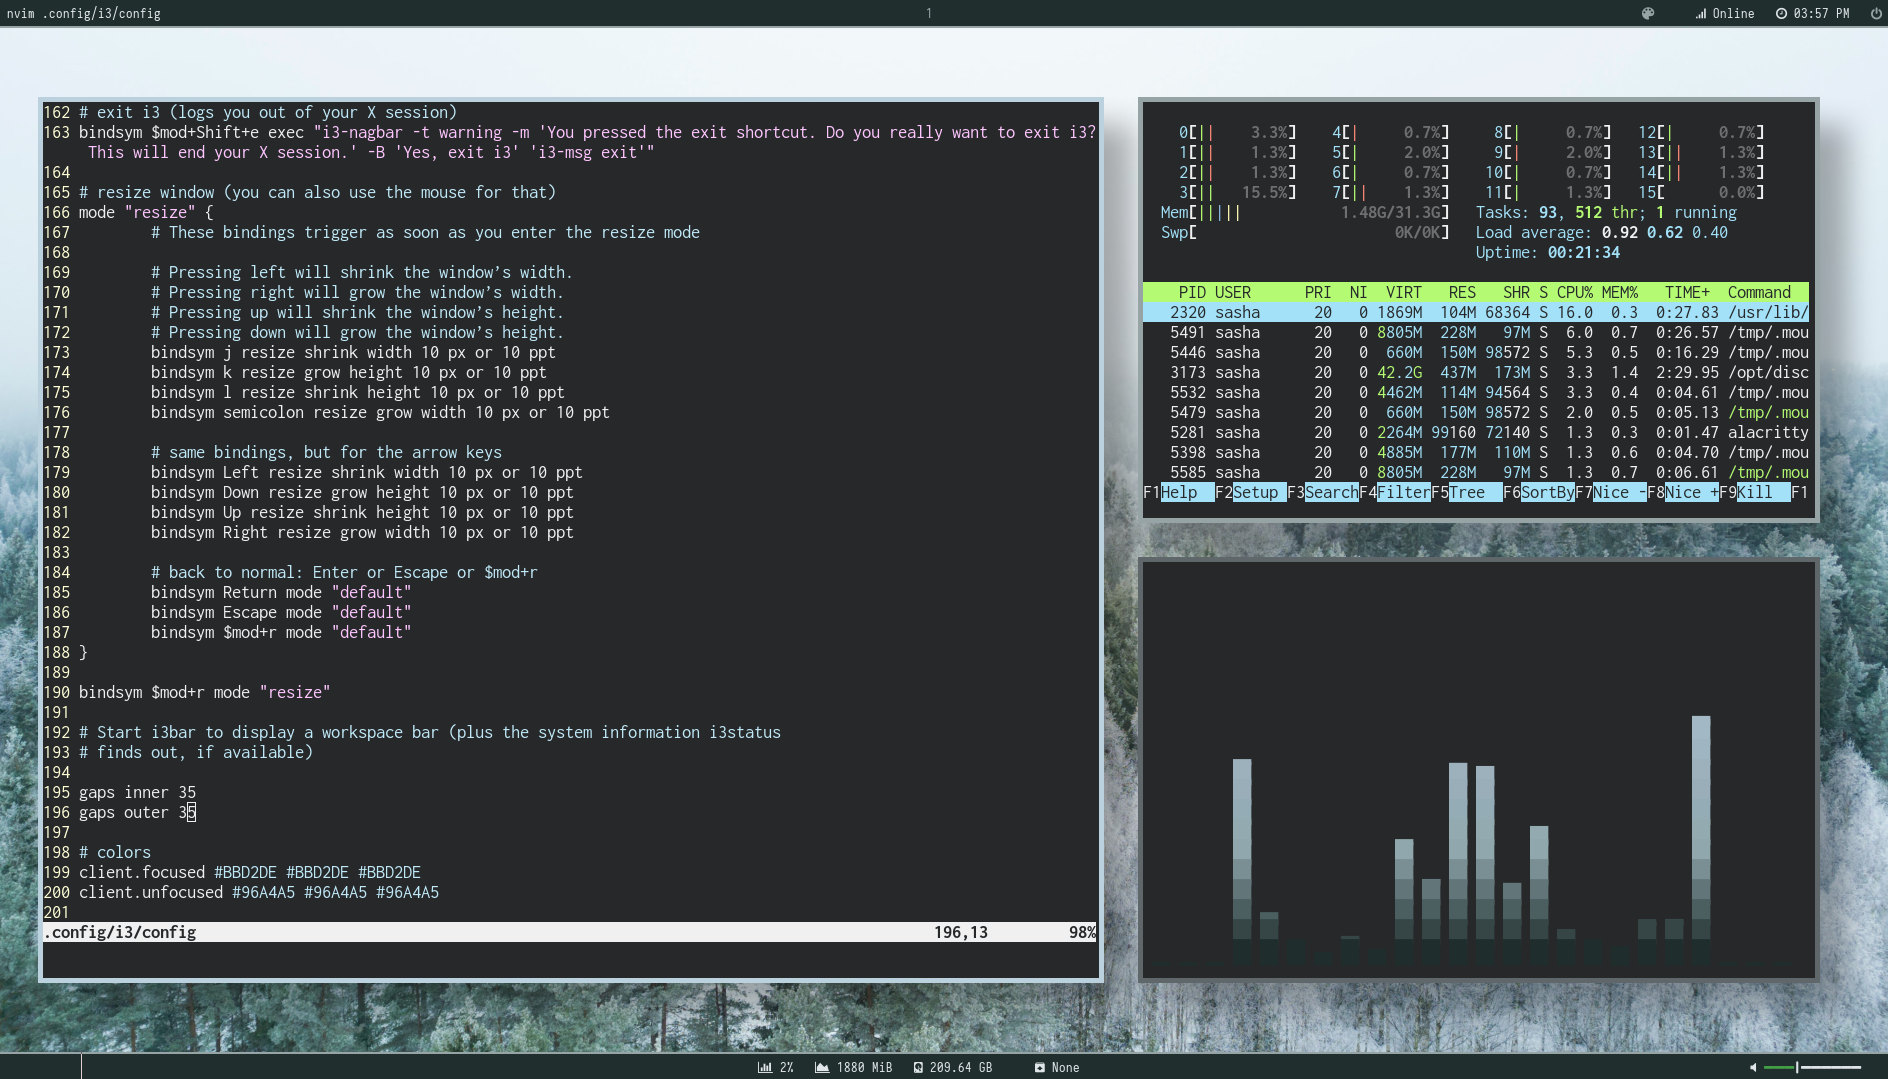 nvim .config/i3/config
1
Online
03:57 PM
162 # exit i3 (logs you out of your X session)
163 bindsym $mod+Shift+e exec "i3-nagbar -t warning -m 'You pressed the exit shortcut. Do you really want to exit i3?
This will end your X session.' -B 'Yes, exit i3' 'i3-msg exit'"
164
165 # resize window (you can also use the mouse for that)
166 mode "resize" {
167 # These bindings trigger as soon as you enter the resize mode
168
169 # Pressing left will shrink the window’s width.
170 # Pressing right will grow the window’s width.
171 # Pressing up will shrink the window’s height.
172 # Pressing down will grow the window’s height.
173 bindsym j resize shrink width 10 px or 10 ppt
174 bindsym k resize grow height 10 px or 10 ppt
175 bindsym l resize shrink height 10 px or 10 ppt
176 bindsym semicolon resize grow width 10 px or 10 ppt
177
178 # same bindings, but for the arrow keys
179 bindsym Left resize shrink width 10 px or 10 ppt
180 bindsym Down resize grow height 10 px or 10 ppt
181 bindsym Up resize shrink height 10 px or 10 ppt
182 bindsym Right resize grow width 10 px or 10 ppt
183
184 # back to normal: Enter or Escape or $mod+r
185 bindsym Return mode "default"
186 bindsym Escape mode "default"
187 bindsym $mod+r mode "default"
188 }
189
190 bindsym $mod+r mode "resize"
191
192 # Start i3bar to display a workspace bar (plus the system information i3status
193 # finds out, if available)
194
195 gaps inner 35
196 gaps outer 35
197
198 # colors
199 client.focused #BBD2DE #BBD2DE #BBD2DE
200 client.unfocused #96A4A5 #96A4A5 #96A4A5
201
.config/i3/config 196,13 98%
0[|| 3.3%] 4[| 0.7%] 8[| 0.7%] 12[| 0.7%]
1[|| 1.3%] 5[| 2.0%] 9[| 2.0%] 13[|| 1.3%]
2[|| 1.3%] 6[| 0.7%] 10[| 0.7%] 14[|| 1.3%]
3[|| 15.5%] 7[|| 1.3%] 11[| 1.3%] 15[ 0.0%]
Mem[||||| 1.48G/31.3G] Tasks: 93, 512 thr; 1 running
Swp[ 0K/0K] Load average: 0.92 0.62 0.40
Uptime: 00:21:34
PID USER PRI NI VIRT RES SHR S CPU% MEM% TIME+ Command
2320 sasha 20 0 1869M 104M 68364 S 16.0 0.3 0:27.83 /usr/lib/
5491 sasha 20 0 8805M 228M 97M S 6.0 0.7 0:26.57 /tmp/.mou
5446 sasha 20 0 660M 150M 98572 S 5.3 0.5 0:16.29 /tmp/.mou
3173 sasha 20 0 42.2G 437M 173M S 3.3 1.4 2:29.95 /opt/disc
5532 sasha 20 0 4462M 114M 94564 S 3.3 0.4 0:04.61 /tmp/.mou
5479 sasha 20 0 660M 150M 98572 S 2.0 0.5 0:05.13 /tmp/.mou
5281 sasha 20 0 2264M 99160 72140 S 1.3 0.3 0:01.47 alacritty
5398 sasha 20 0 4885M 177M 110M S 1.3 0.6 0:04.70 /tmp/.mou
5585 sasha 20 0 8805M 228M 97M S 1.3 0.7 0:06.61 /tmp/.mou
F1Help F2Setup F3SearchF4FilterF5Tree F6SortByF7Nice -F8Nice +F9Kill F1
2% 1880 MiB 209.64 GB None